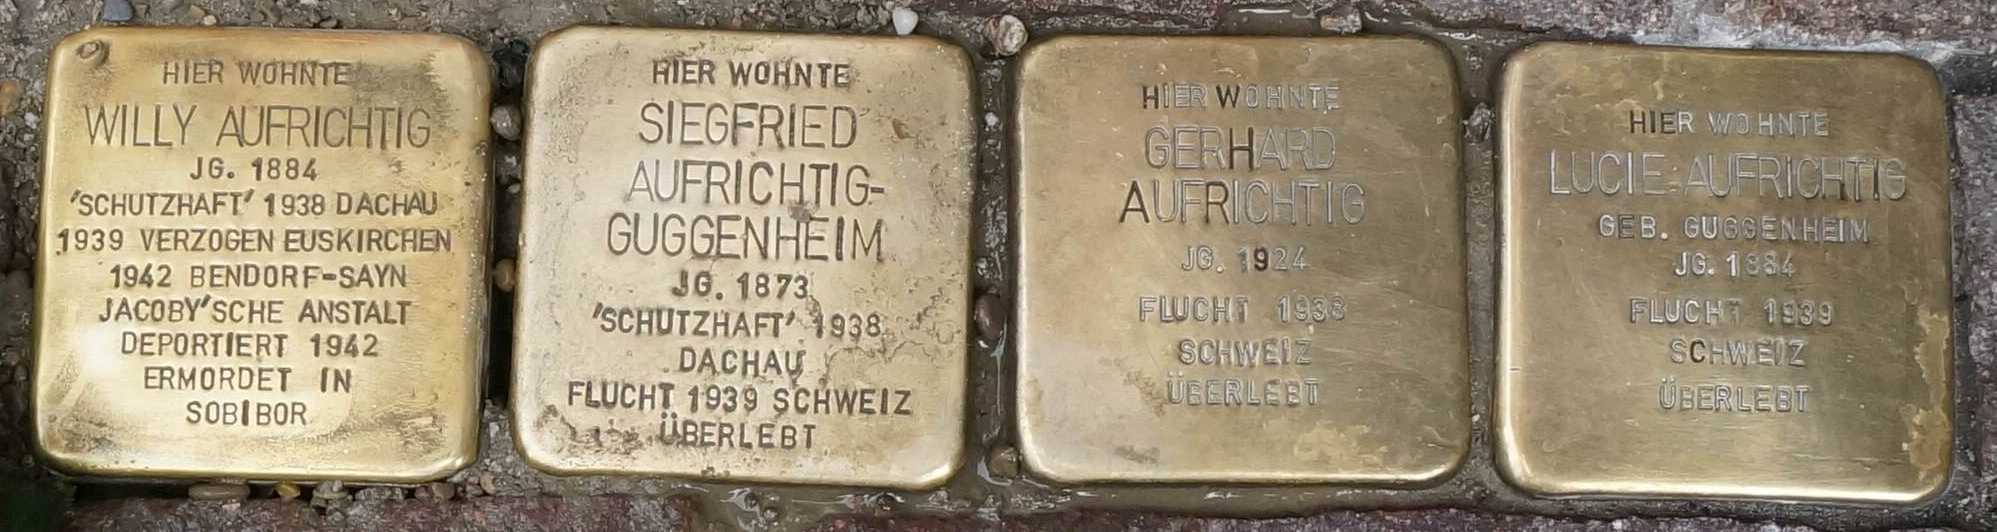 HIER WOHNTE
WILLY AUFRICHTIG
JG. 1884
'SCHUTZHAFT' 1938 DACHAU
1939 VERZOGEN EUSKIRCHEN
1942 BENDORF-SAYN
JACOBY'SCHE ANSTALT
DEPORTIERT 1942
ERMORDET IN
SOBIBOR
HIER WOHNTE
SIEGFRIED
AUFRICHTIG-
GUGGENHEIM
JG. 1873
'SCHUTZHAFT' 1938
DACHAU
FLUCHT 1939 SCHWEIZ
ÜBERLEBT
HIER WOHNTE
GERHARD
AUFRICHTIG
JG. 1924
FLUCHT 1938
SCHWEIZ
ÜBERLEBT
HIER WOHNTE
LUCIE AUFRICHTIG
GEB. GUGGENHEIM
JG. 1884
FLUCHT 1939
SCHWEIZ
ÜBERLEBT